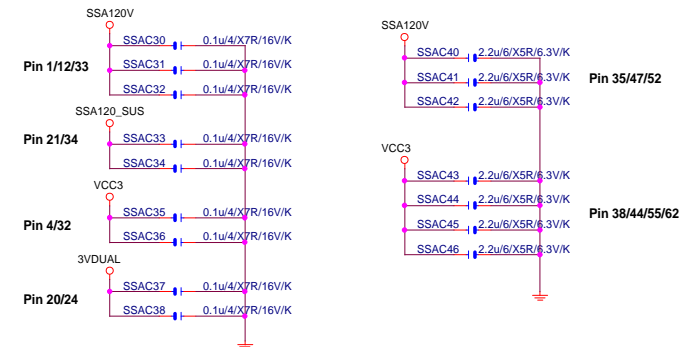 SSA120V
SSAC30 0.1u/4/X7R/16V/K
Pin 1/12/33
SSAC31 0.1u/4/X7R/16V/K
SSAC32 0.1u/4/X7R/16V/K
SSA120_SUS
Pin 21/34
SSAC33 0.1u/4/X7R/16V/K
SSAC34 0.1u/4/X7R/16V/K
VCC3
SSAC35 0.1u/4/X7R/16V/K
Pin 4/32
SSAC36 0.1u/4/X7R/16V/K
3VDUAL
SSAC37 0.1u/4/X7R/16V/K
Pin 20/24
SSAC38 0.1u/4/X7R/16V/K
SSA120V
SSAC40 2.2u/6/X5R/6.3V/K
SSAC41 2.2u/6/X5R/6.3V/K
Pin 35/47/52
SSAC42 2.2u/6/X5R/6.3V/K
VCC3
SSAC43 2.2u/6/X5R/6.3V/K
SSAC44 2.2u/6/X5R/6.3V/K
Pin 38/44/55/62
SSAC45 2.2u/6/X5R/6.3V/K
SSAC46 2.2u/6/X5R/6.3V/K